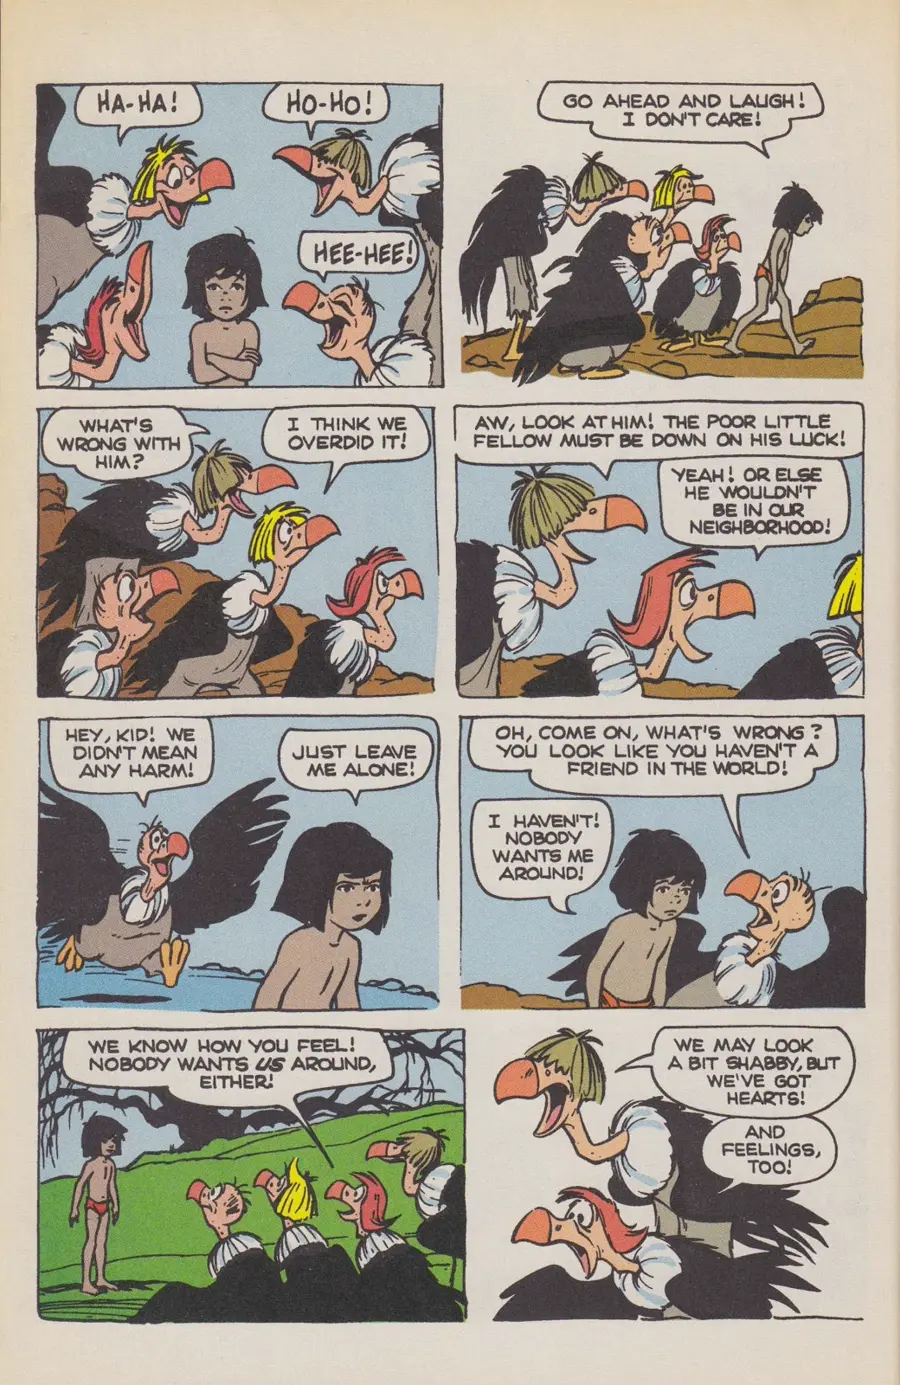 HA-HA!
HO-HO!
HEE-HEE!
GO AHEAD AND LAUGH!
I DON'T CARE!
WHAT'S
WRONG WITH
HIM?
I THINK WE
OVERDID IT!
AW, LOOK AT HIM! THE POOR LITTLE
FELLOW MUST BE DOWN ON HIS LUCK!
YEAH! OR ELSE
HE WOULDN'T
BE IN OUR
NEIGHBORHOOD!
HEY, KID! WE
DIDN'T MEAN
ANY HARM!
JUST LEAVE
ME ALONE!
OH, COME ON, WHAT'S WRONG?
YOU LOOK LIKE YOU HAVEN'T A
FRIEND IN THE WORLD!
I HAVEN'T!
NOBODY
WANTS ME
AROUND!
WE KNOW HOW YOU FEEL!
NOBODY WANTS US AROUND,
EITHER!
WE MAY LOOK
A BIT SHABBY, BUT
WE'VE GOT
HEARTS!
AND
FEELINGS,
TOO!